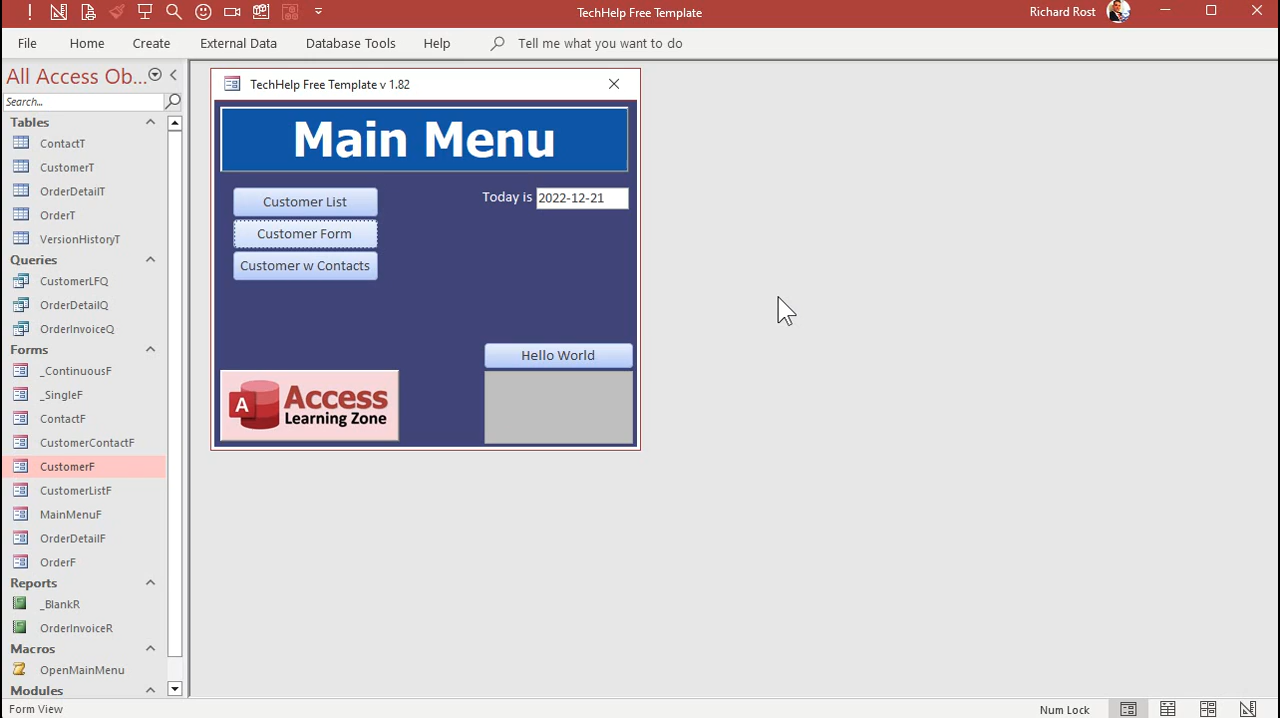 TechHelp Free Template
Richard Rost
File Home Create External Data Database Tools Help Tell me what you want to do
All Access Ob...
Search...
Tables
ContactT
CustomerT
OrderDetailT
OrderT
VersionHistoryT
Queries
CustomerLFQ
OrderDetailQ
OrderInvoiceQ
Forms
_ContinuousF
_SingleF
ContactF
CustomerContactF
CustomerF
CustomerListF
MainMenuF
OrderDetailF
OrderF
Reports
_BlankR
OrderInvoiceR
Macros
OpenMainMenu
Modules
TechHelp Free Template v 1.82
Main Menu
Customer List
Today is 2022-12-21
Customer Form
Customer w Contacts
Hello World
A Access
Learning Zone
Form View
Num Lock